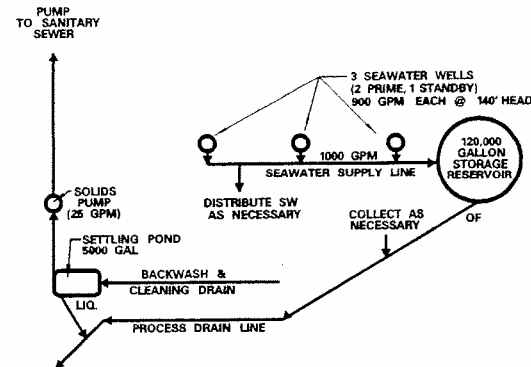 PUMP
TO SANITARY
SEWER
3 SEAWATER WELLS
(2 PRIME, 1 STANDBY)
900 GPM EACH @ 140' HEAD
120,000
GALLON
STORAGE
RESERVOIR
1000 GPM
SEAWATER SUPPLY LINE
DISTRIBUTE SW
AS NECESSARY
SOLIDS
PUMP
(25 GPM)
COLLECT AS
NECESSARY
OF
SETTLING POND
5000 GAL
BACKWASH &
CLEANING DRAIN
LIQ.
PROCESS DRAIN LINE